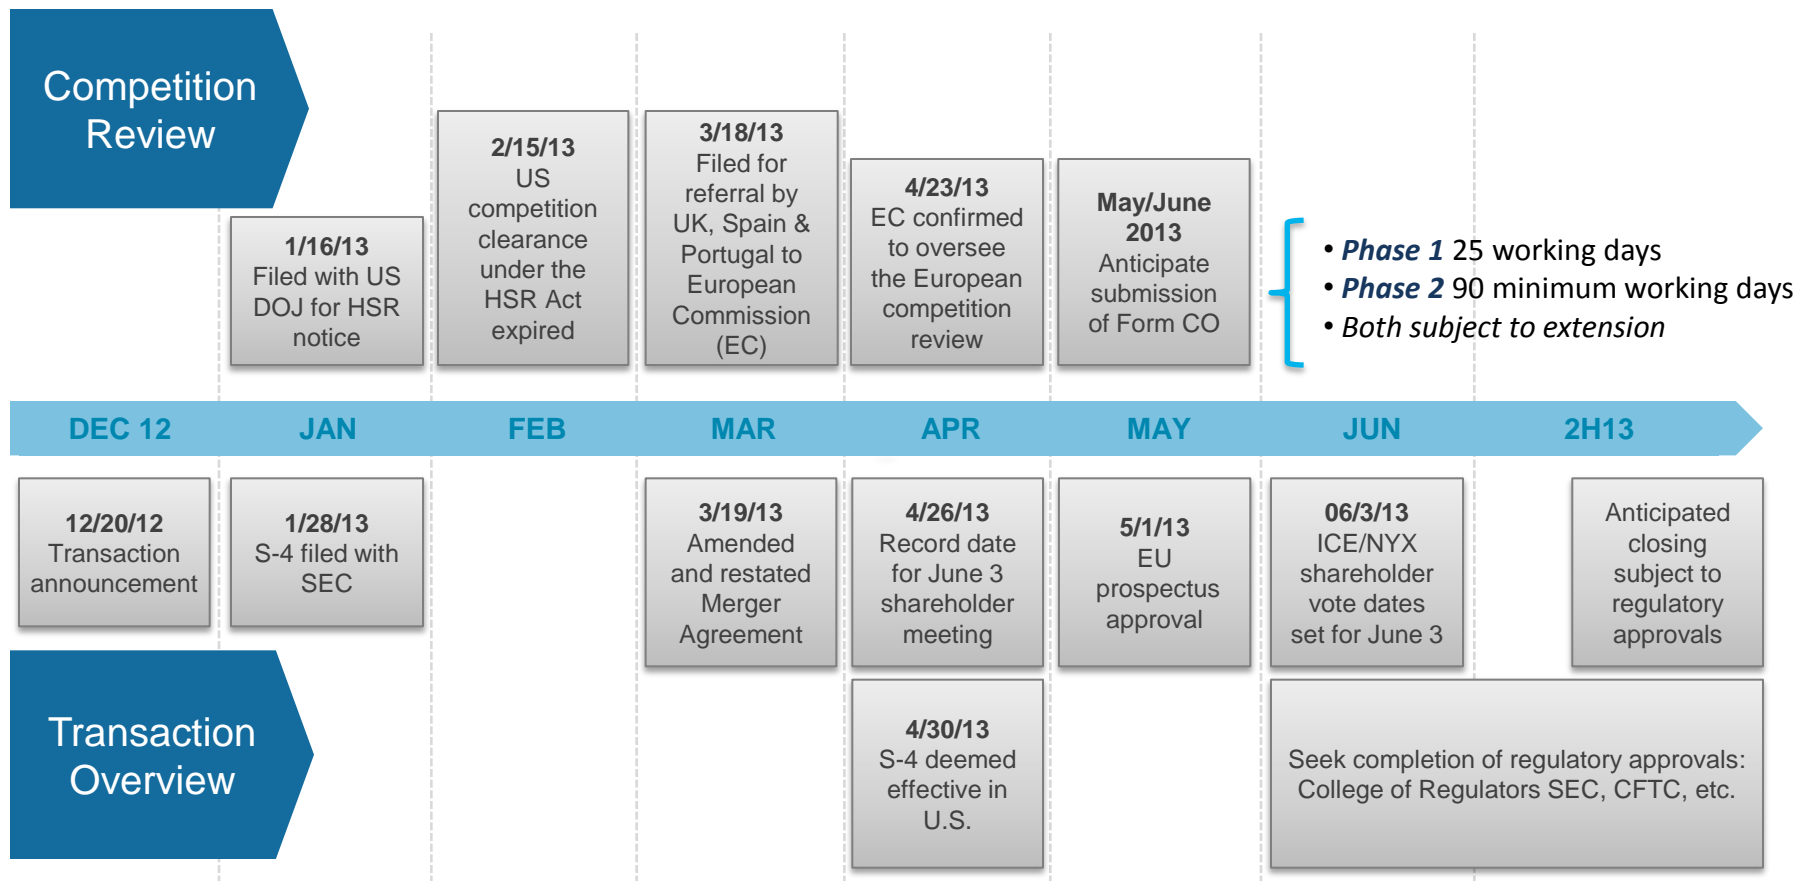 Competition
Review
1/16/13
Filed with US
DOJ for HSR
notice
2/15/13
US
competition
clearance
under the
HSR Act
expired
3/18/13
Filed for
referral by
UK, Spain &
Portugal to
European
Commission
(EC)
4/23/13
EC confirmed
to oversee
the European
competition
review
May/June
2013
Anticipate
submission
of Form CO
• Phase 1 25 working days
• Phase 2 90 minimum working days
• Both subject to extension
DEC 12
JAN
FEB
MAR
APR
MAY
JUN
2H13
12/20/12
Transaction
announcement
1/28/13
S-4 filed with
SEC
3/19/13
Amended
and restated
Merger
Agreement
4/26/13
Record date
for June 3
shareholder
meeting
5/1/13
EU
prospectus
approval
06/3/13
ICE/NYX
shareholder
vote dates
set for June 3
Anticipated
closing
subject to
regulatory
approvals
Transaction
Overview
4/30/13
S-4 deemed
effective in
U.S.
Seek completion of regulatory approvals:
College of Regulators SEC, CFTC, etc.